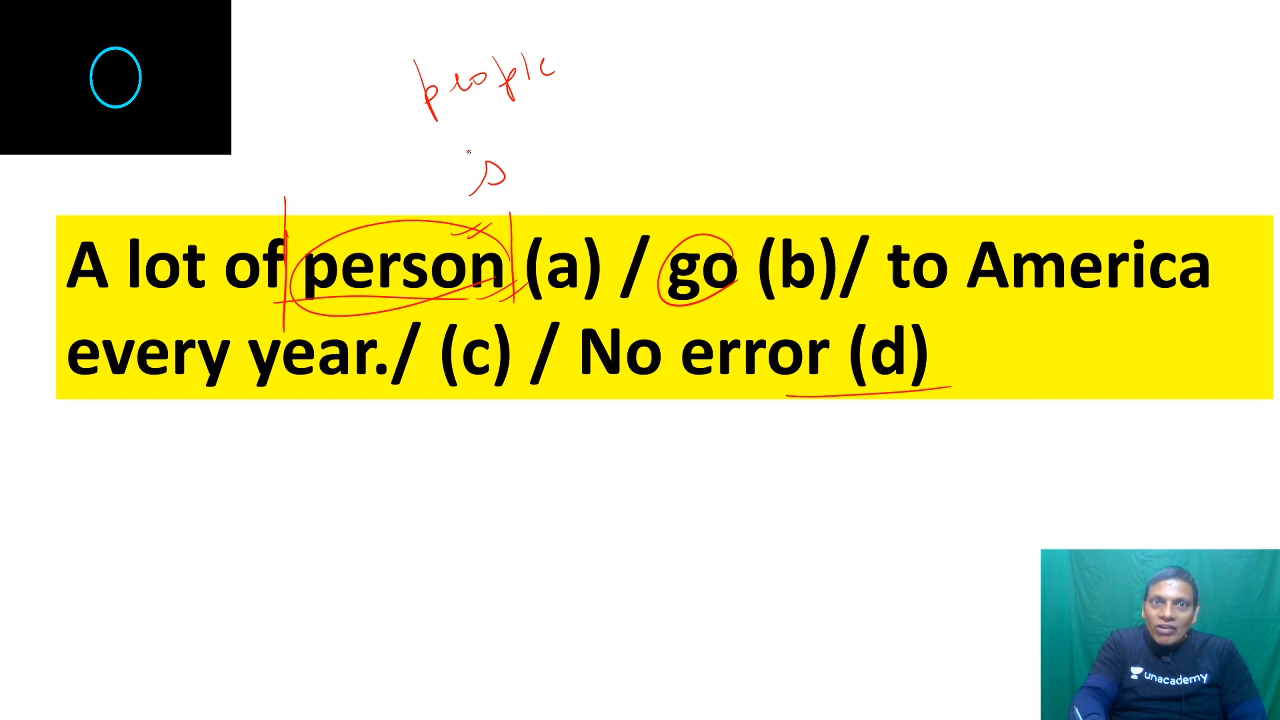 people
s
A lot of person (a) / go (b)/ to America
every year./ (c) / No error (d)
unacademy